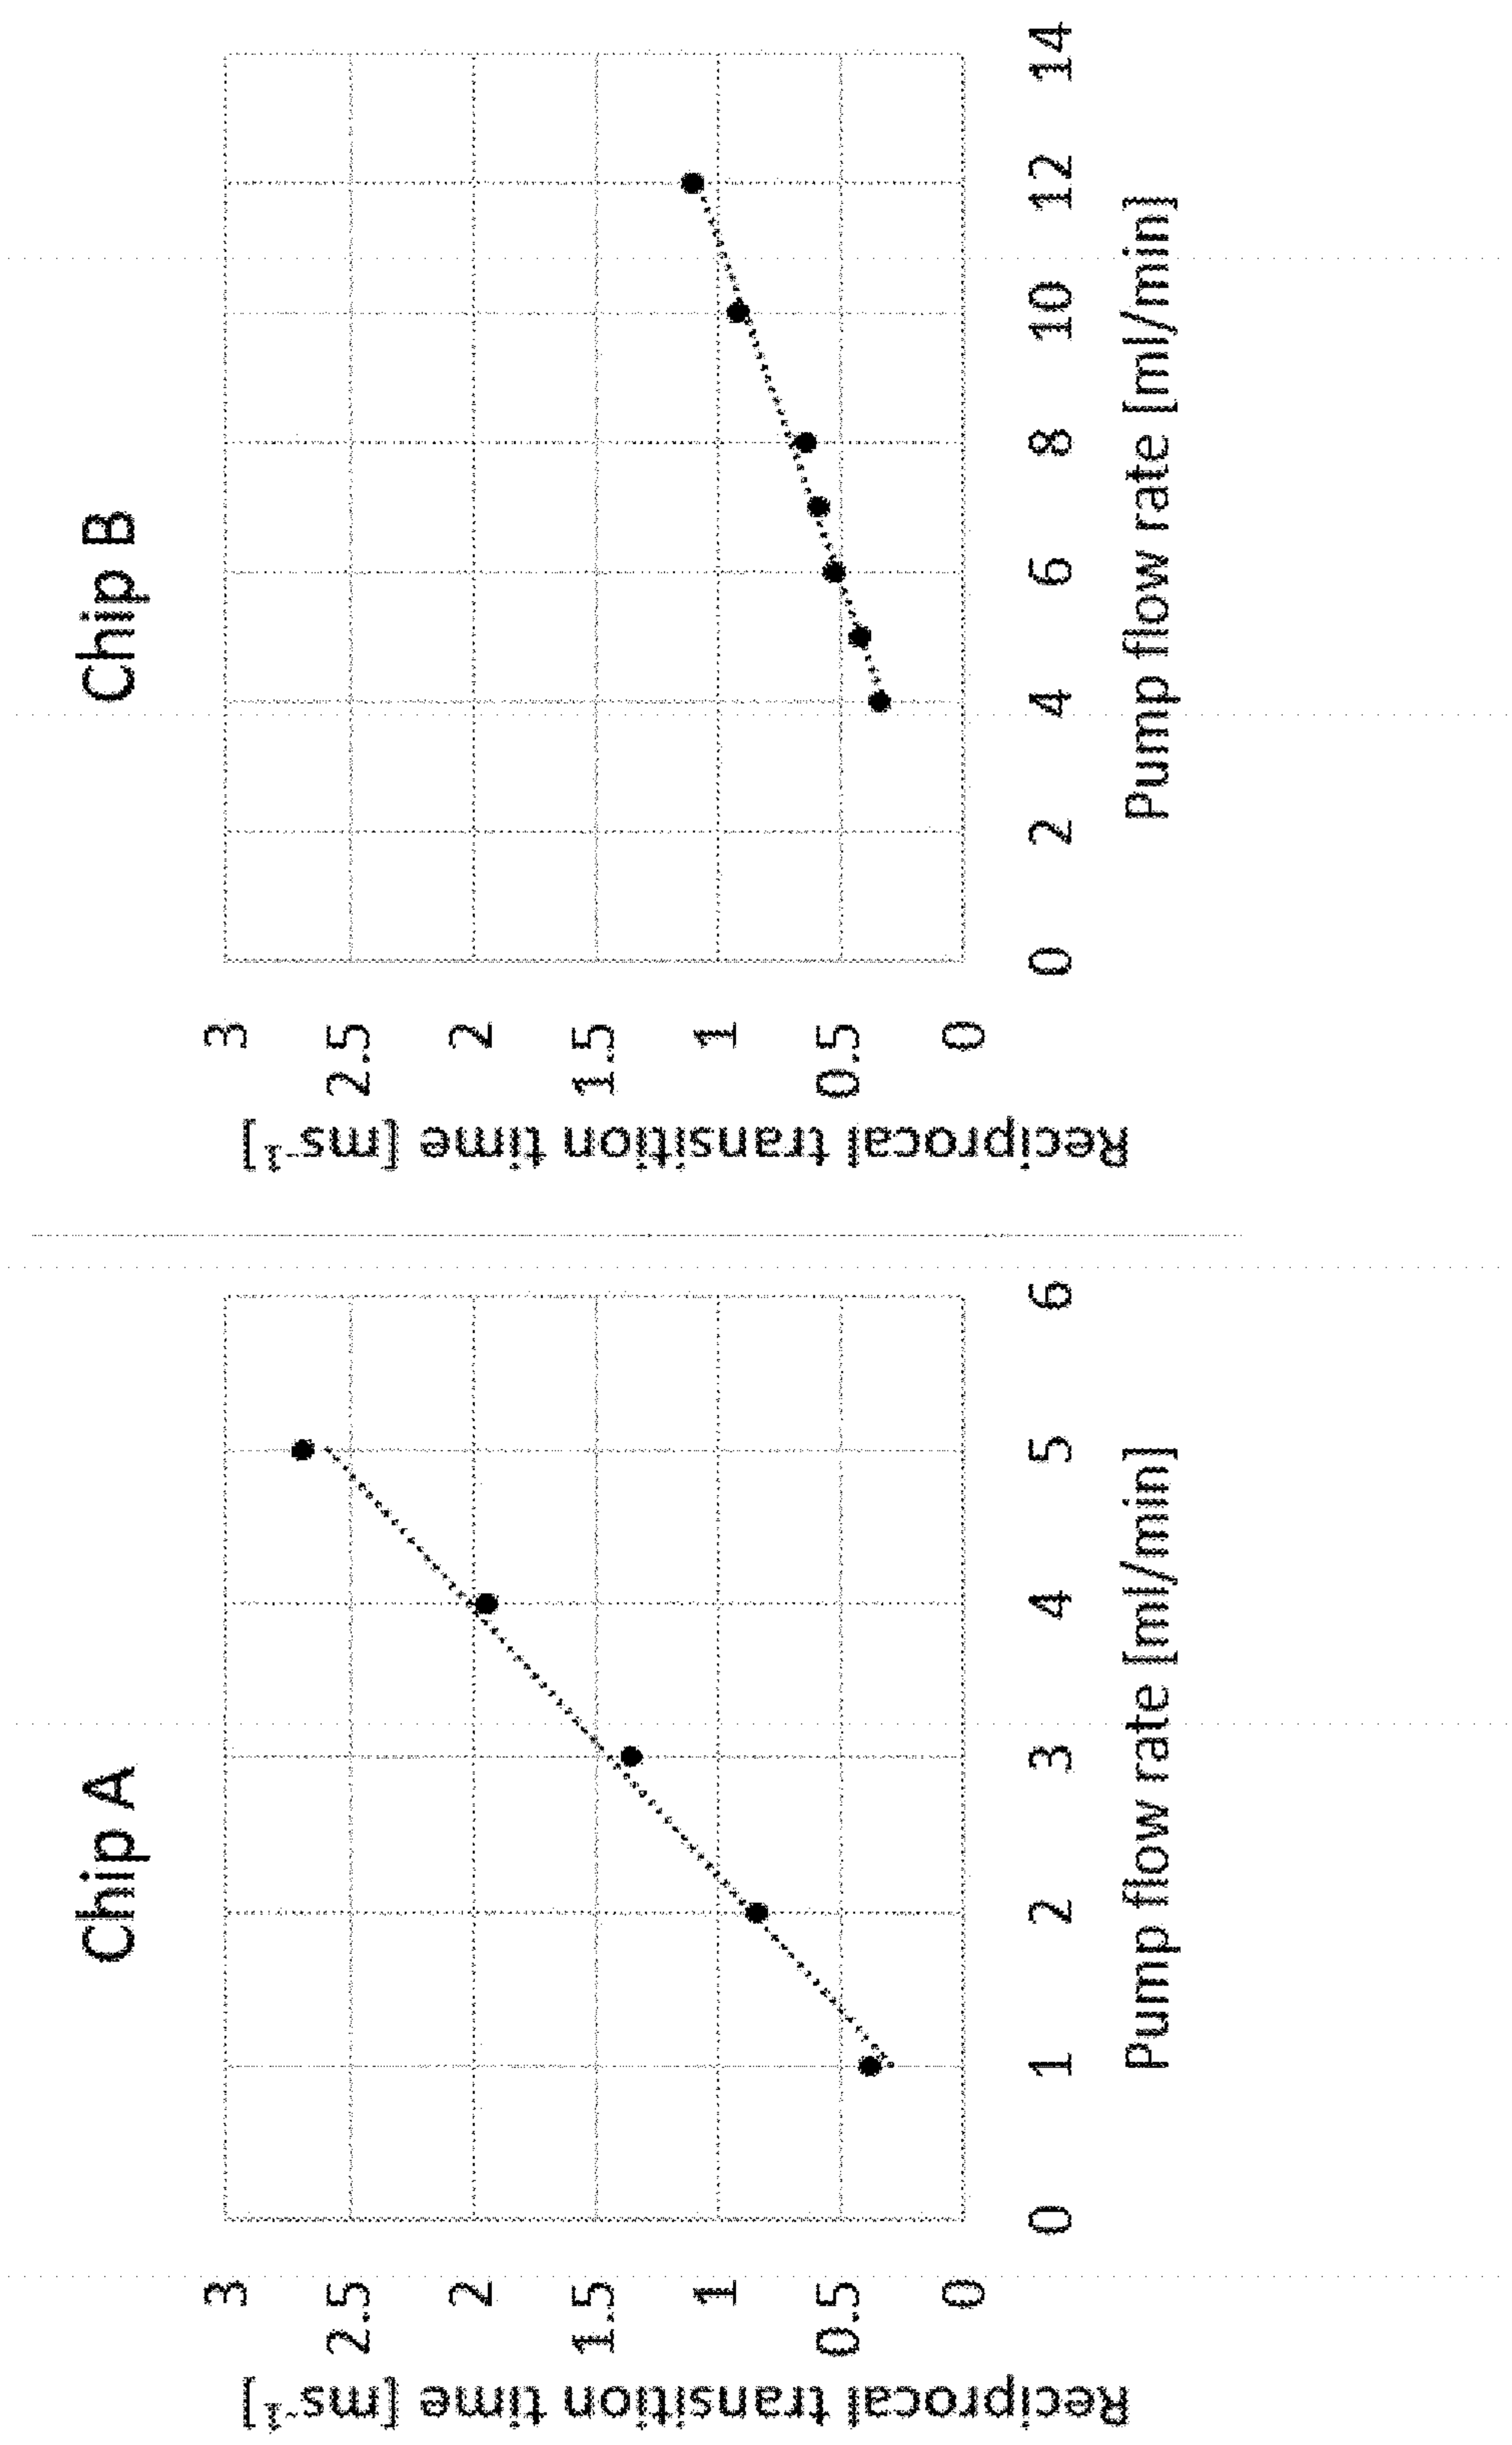 Chip A
Reciprocal transition time [ms⁻¹]
3
2.5
2
1.5
1
0.5
0
0 1 2 3 4 5 6
Pump flow rate [ml/min]
Chip B
Reciprocal transition time [ms⁻¹]
3
2.5
2
1.5
1
0.5
0
0 2 4 6 8 10 12 14
Pump flow rate [ml/min]